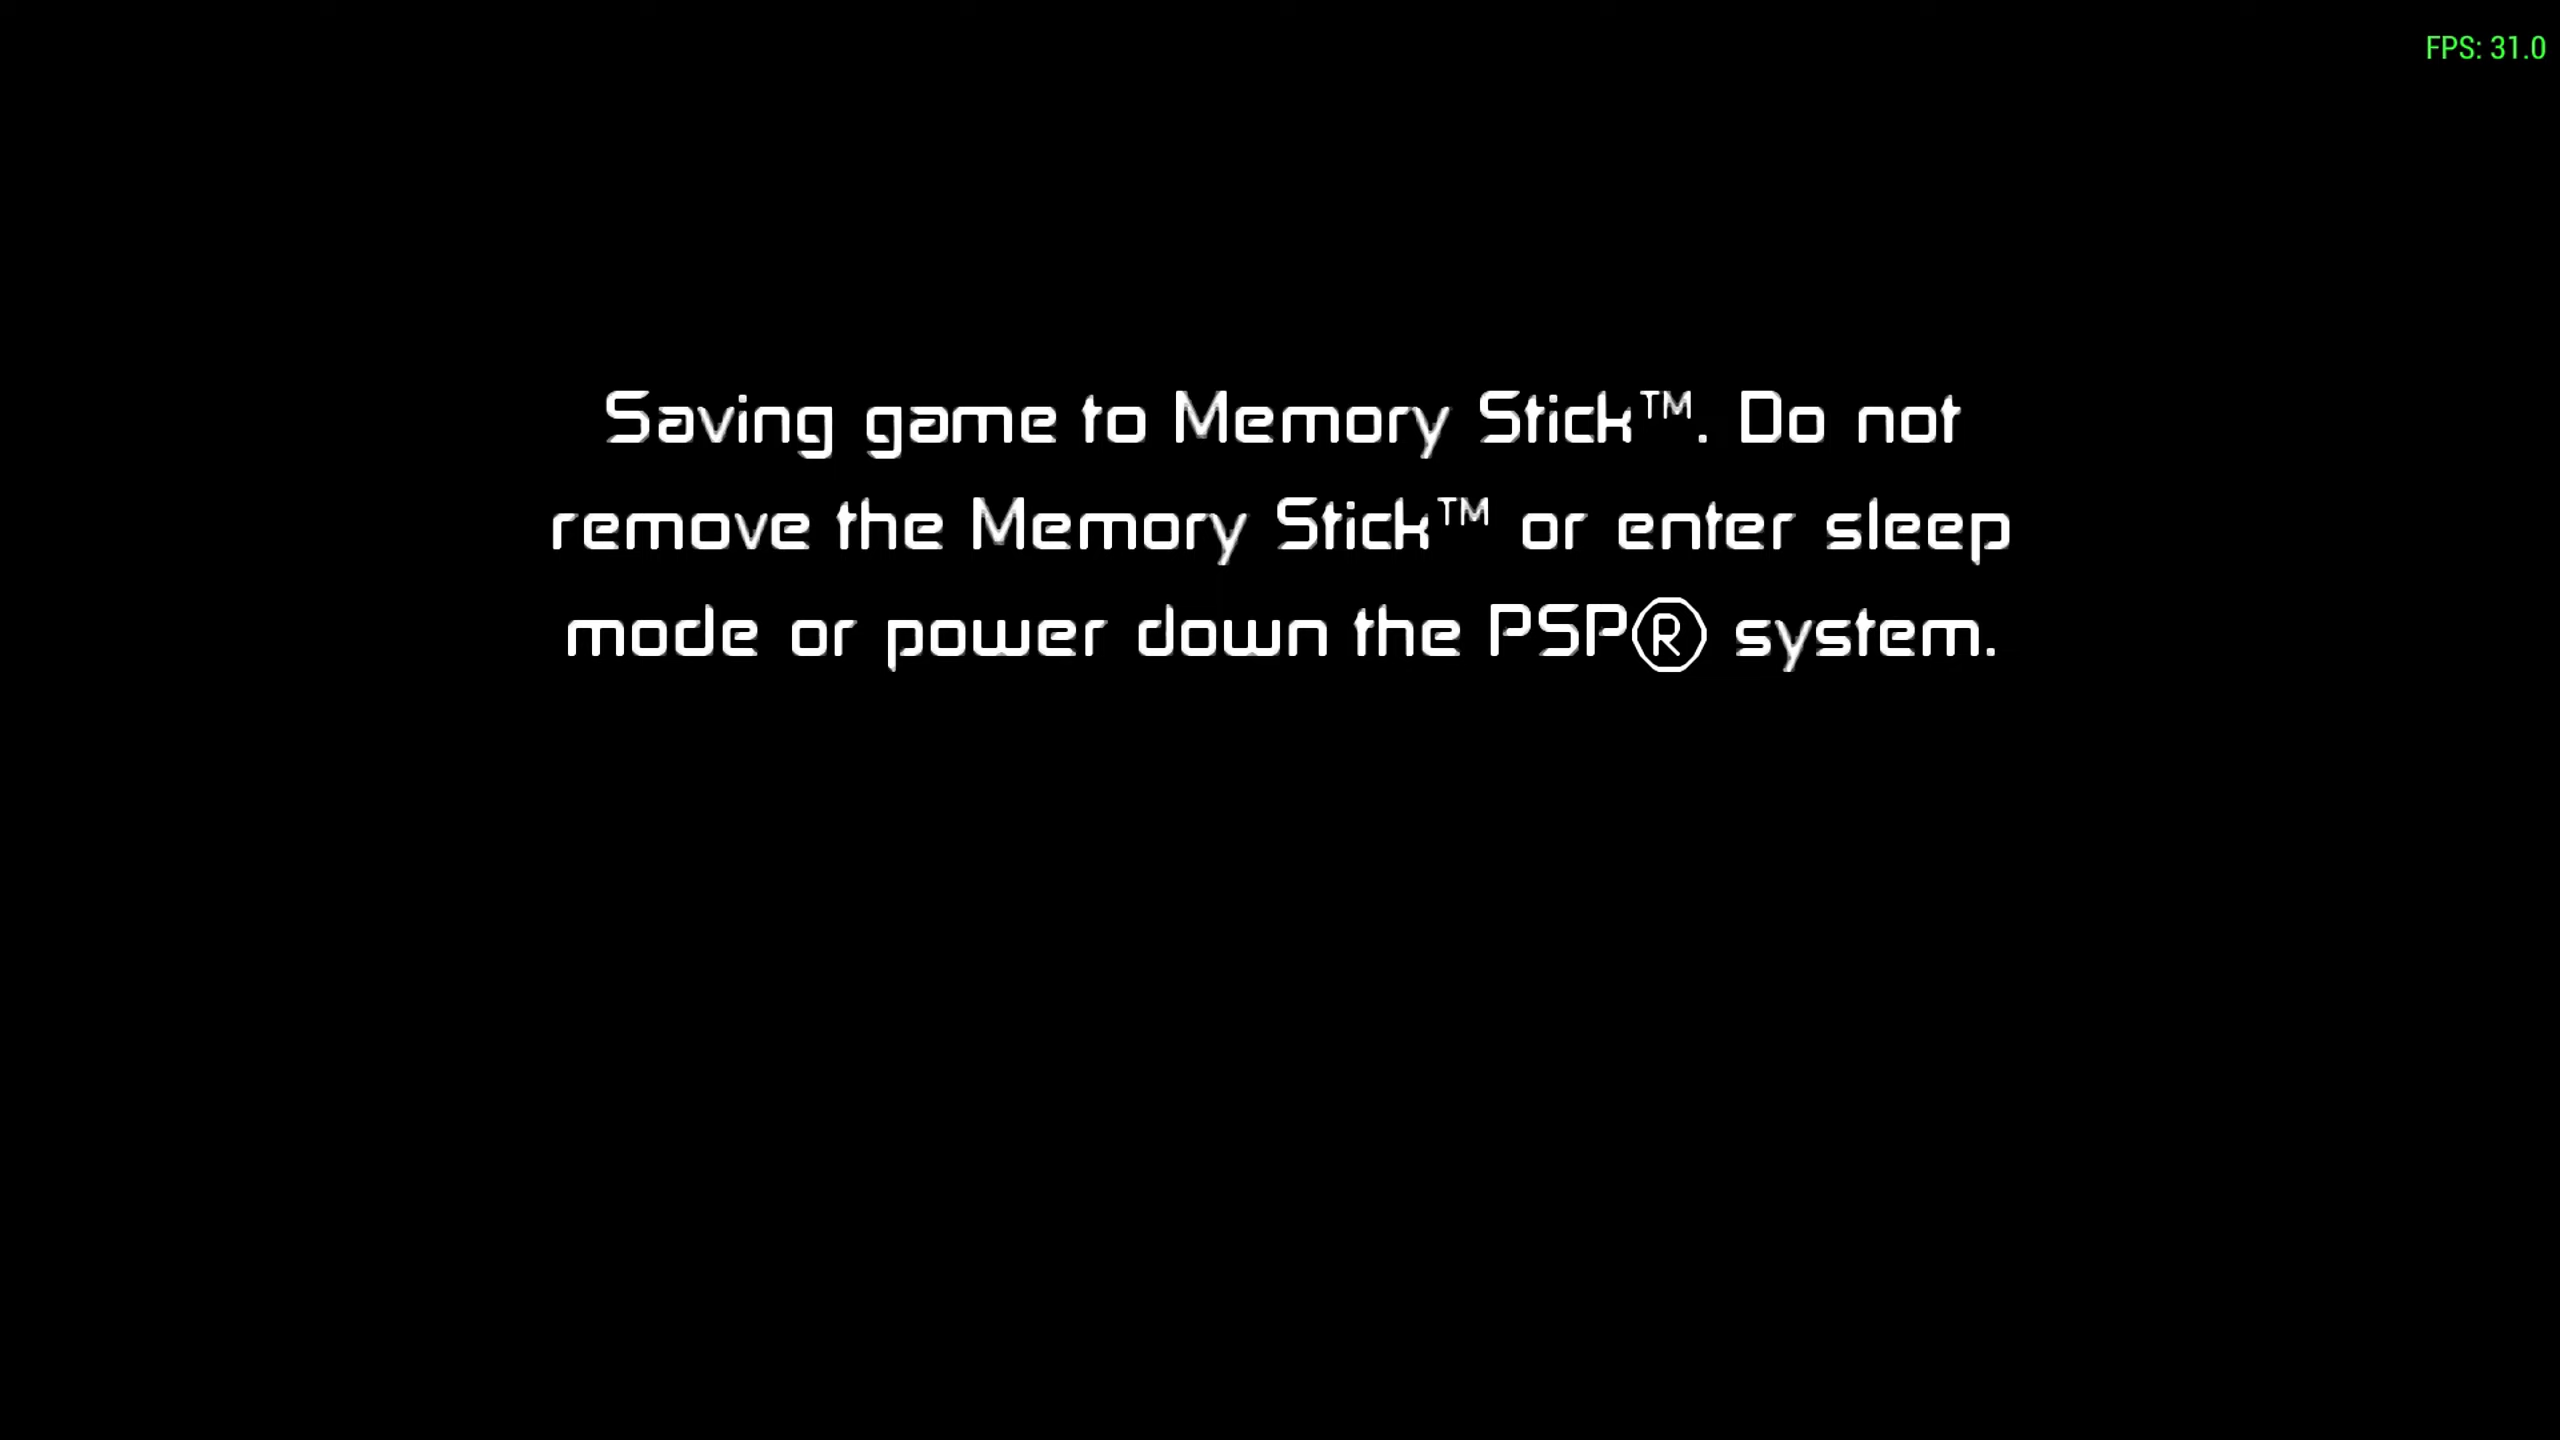 FPS: 31.0
Saving game to Memory Stick™. Do not
remove the Memory Stick™ or enter sleep
mode or power down the PSP® system.